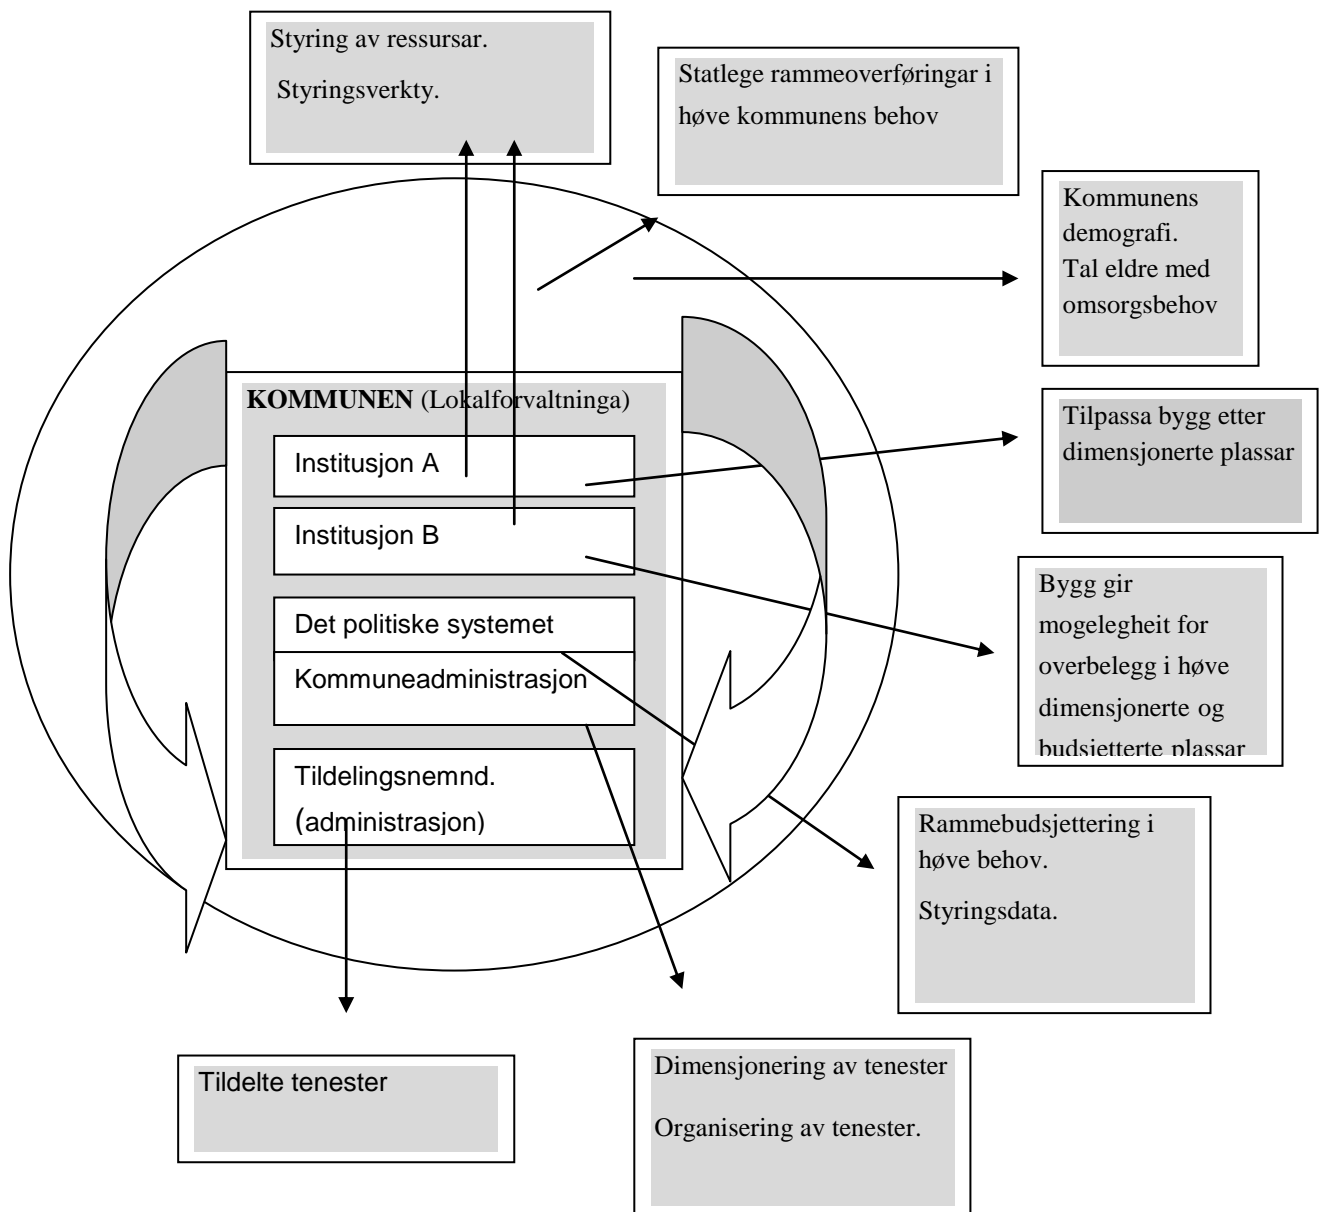 Styring av ressursar.
Styringsverkty.
Statlege rammeoverføringar i
høve kommunens behov
Kommunens
demografi.
Tal eldre med
omsorgsbehov
KOMMUNEN (Lokalforvaltninga)
Institusjon A
Institusjon B
Det politiske systemet
Kommuneadministrasjon
Tildelingsnemnd.
(administrasjon)
Tilpassa bygg etter
dimensjonerte plassar
Bygg gir
mogelegheit for
overbelegg i høve
dimensjonerte og
budsjetterte plassar
Rammebudsjettering i
høve behov.
Styringsdata.
Tildelte tenester
Dimensjonering av tenester
Organisering av tenester.